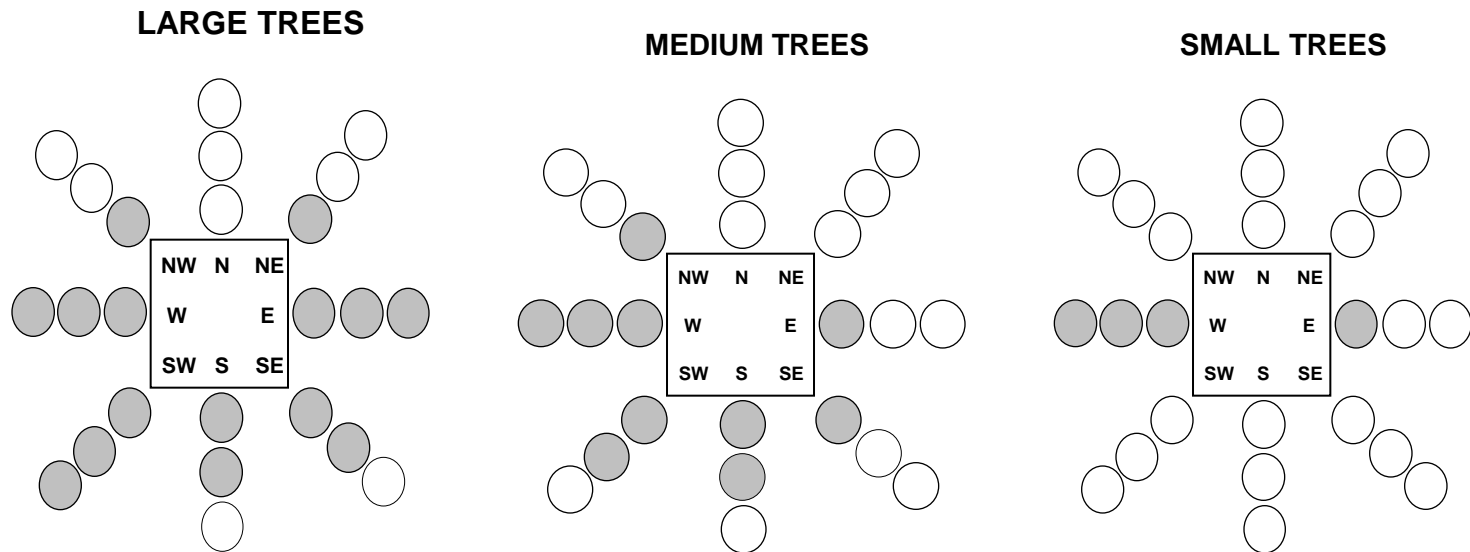 LARGE TREES
NW N NE
W E
SW S SE
MEDIUM TREES
NW N NE
W E
SW S SE
SMALL TREES
NW N NE
W E
SW S SE